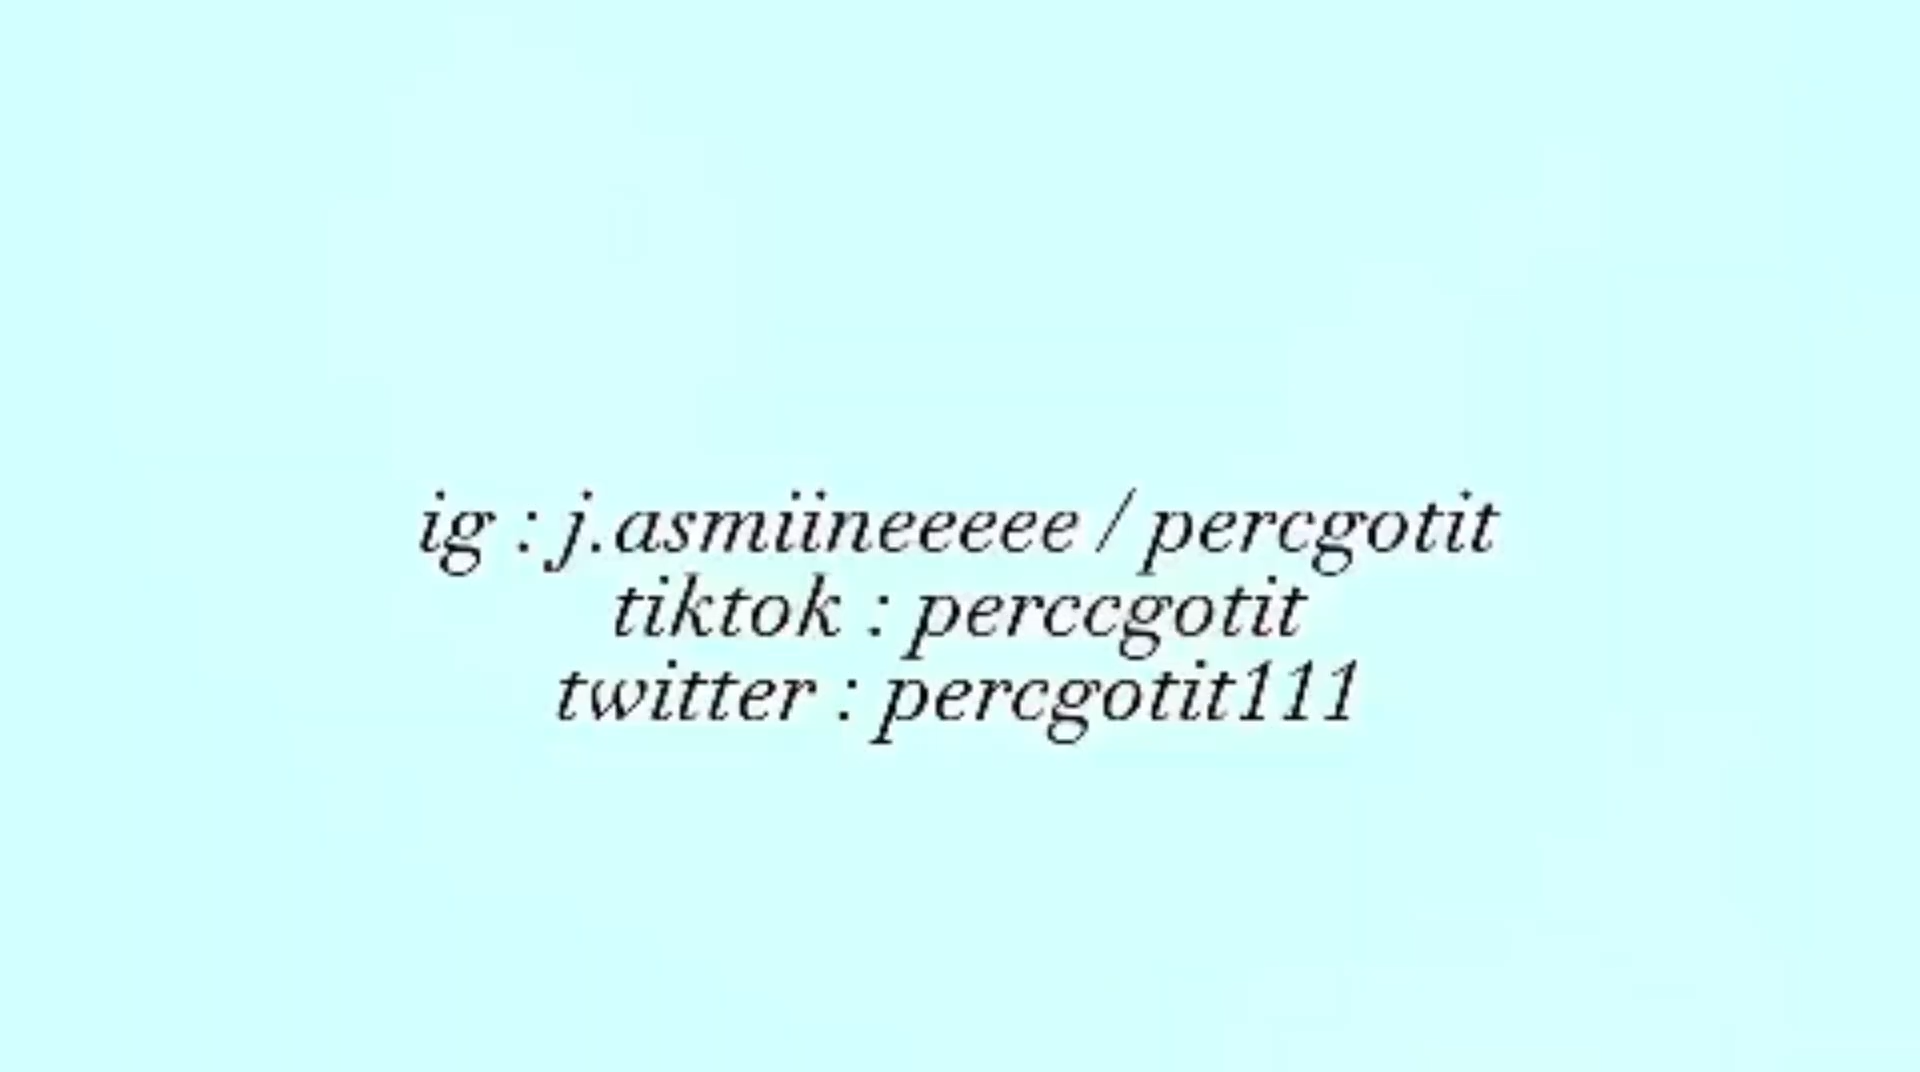 ig : j.asmiineeeee / percgotit
tiktok : perccgotit
twitter : percgotit111